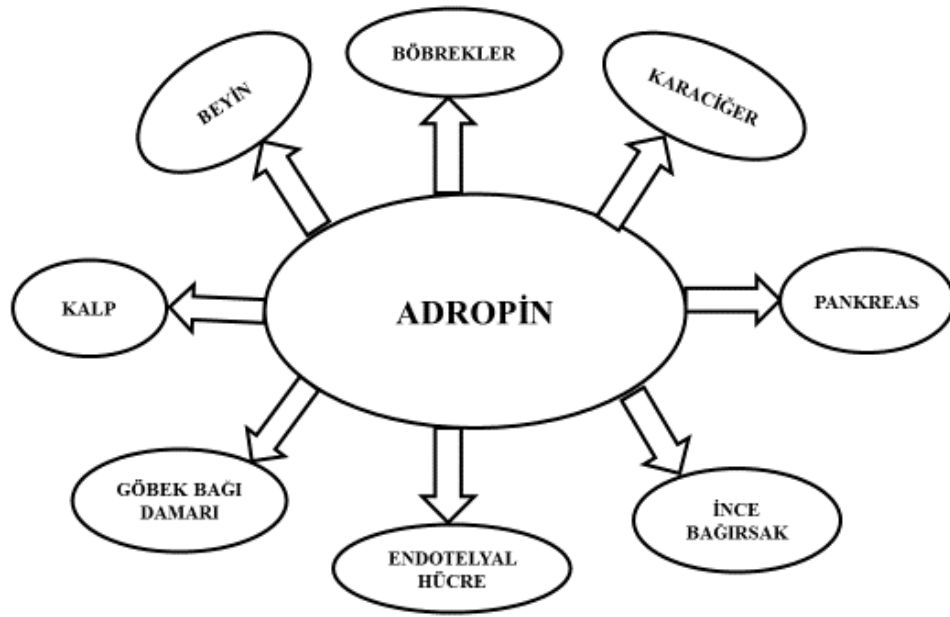 BÖBREKLER
BEYİN
KARACİĞER
KALP
ADROPİN
PANKREAS
GÖBEK BAĞI
DAMARI
ENDOTELYAL
HÜCRE
İNCE
BAĞIRSAK